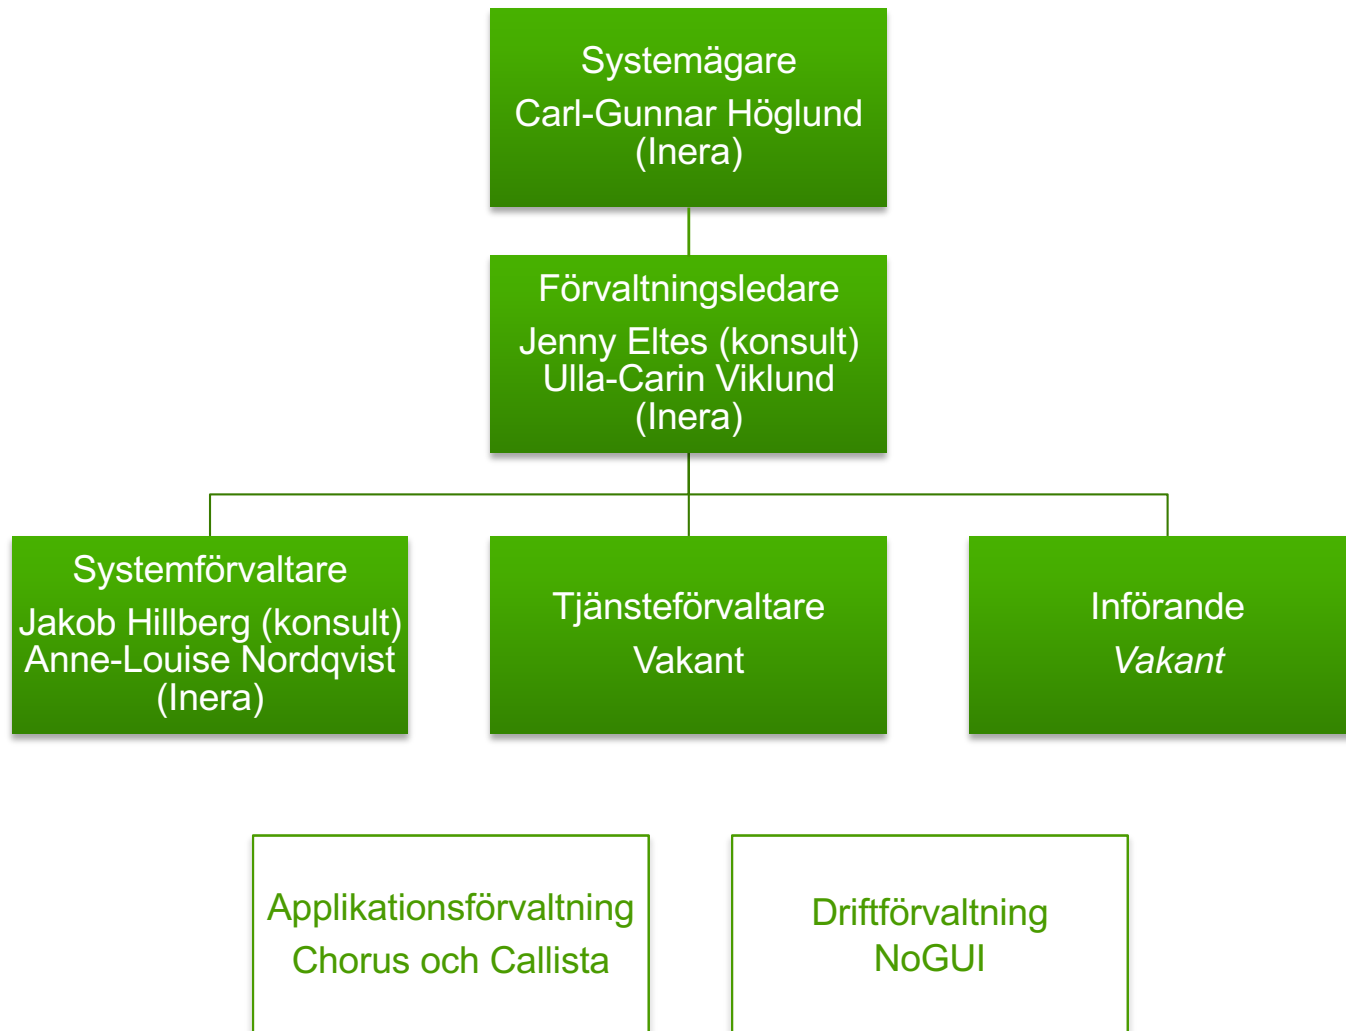 Systemägare
Carl-Gunnar Höglund
(Inera)
Förvaltningsledare
Jenny Eltes (konsult)
Ulla-Carin Viklund
(Inera)
Systemförvaltare
Jakob Hillberg (konsult)
Anne-Louise Nordqvist
(Inera)
Tjänsteförvaltare
Vakant
Införande
Vakant
Applikationsförvaltning
Chorus och Callista
Driftförvaltning
NoGUI